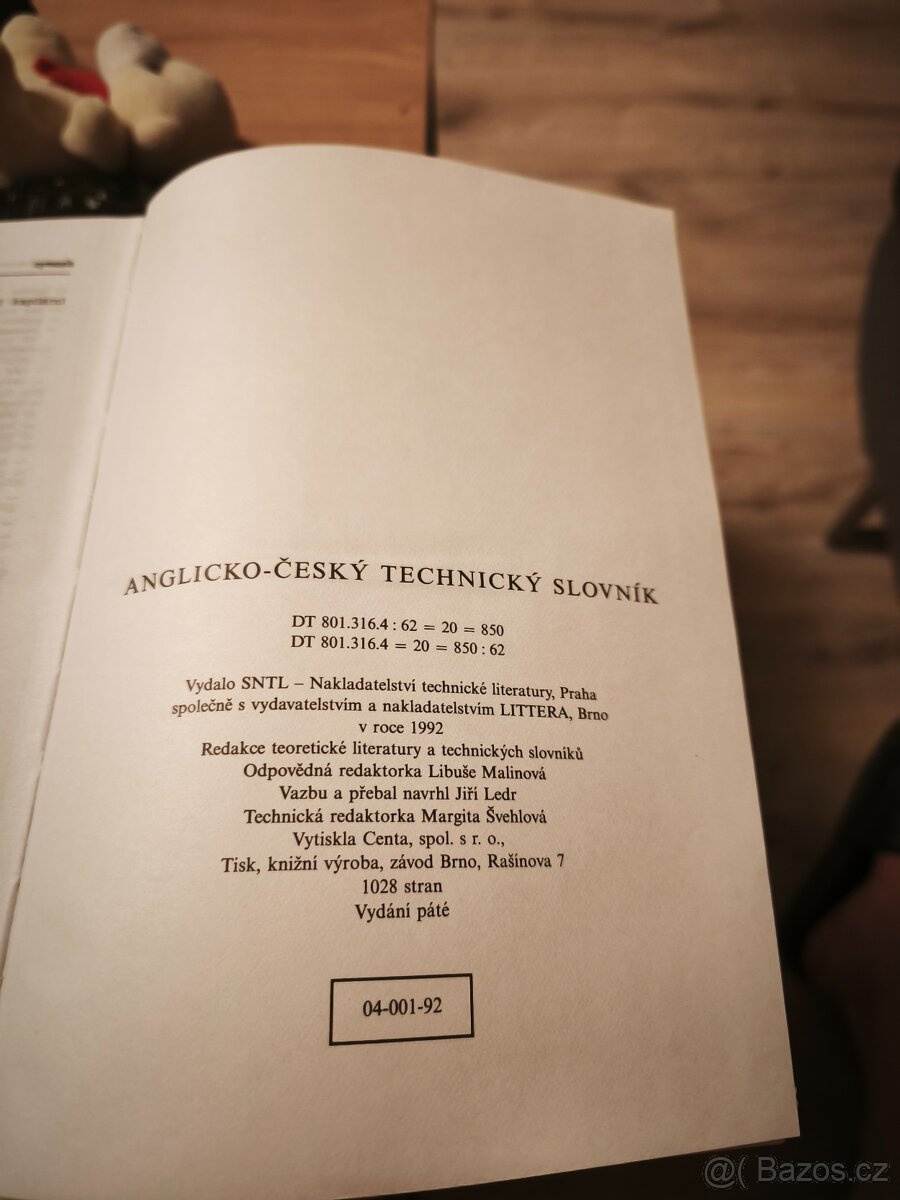 ANGLICKO-ČESKÝ TECHNICKÝ SLOVNÍK
DT 801.316.4 : 62 = 20 = 850
DT 801.316.4 = 20 = 850 : 62
Vydalo SNTL – Nakladatelství technické literatury, Praha
společně s vydavatelstvím a nakladatelstvím LITTERA, Brno
v roce 1992
Redakce teoretické literatury a technických slovníků
Odpovědná redaktorka Libuše Malinová
Vazbu a přebal navrhl Jiří Ledr
Technická redaktorka Margita Švehlová
Vytiskla Centa, spol. s r. o.,
Tisk, knižní výroba, závod Brno, Rašínova 7
1028 stran
Vydání páté
04-001-92
@( Bazos.cz